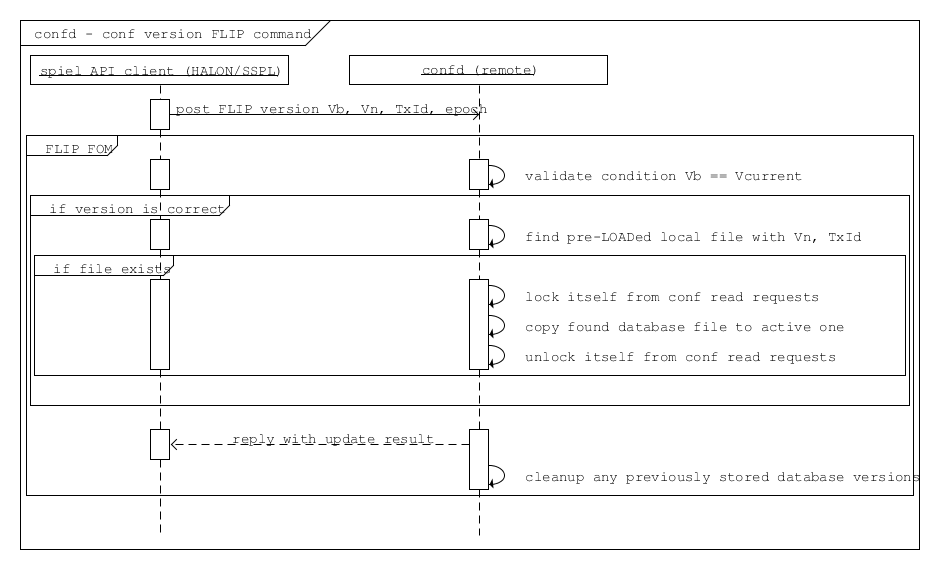 confd - conf version FLIP command
spiel API client (HALON/SSPL)
confd (remote)
post FLIP version Vb, Vn, TxId, epoch
FLIP FOM
validate condition Vb == Vcurrent
if version is correct
find pre-LOADed local file with Vn, TxId
if file exists
lock itself from conf read requests
copy found database file to active one
unlock itself from conf read requests
reply with update result
cleanup any previously stored database versions